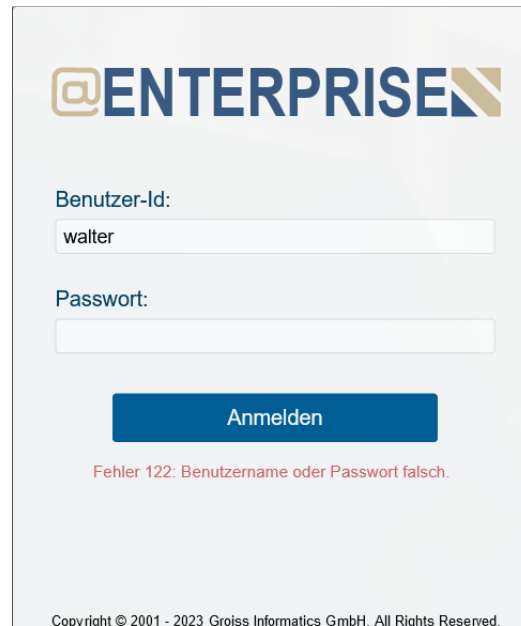 @ENTERPRISE
Benutzer-Id:
walter
Passwort:
Anmelden
Fehler 122: Benutzername oder Passwort falsch.
Copyright © 2001 - 2023 Groiss Informatics GmbH. All Rights Reserved.